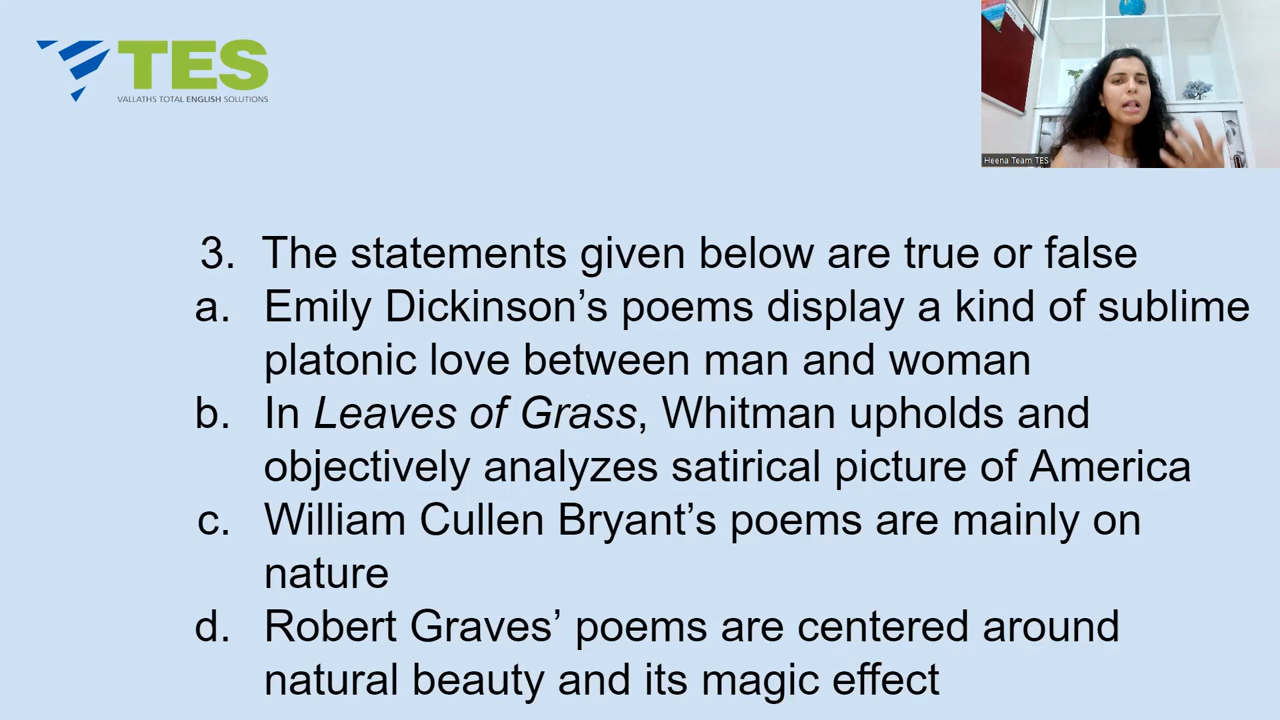 TES
VALLATHS TOTAL ENGLISH SOLUTIONS
Heena Team TES
3. The statements given below are true or false
a. Emily Dickinson’s poems display a kind of sublime
platonic love between man and woman
b. In Leaves of Grass, Whitman upholds and
objectively analyzes satirical picture of America
c. William Cullen Bryant’s poems are mainly on
nature
d. Robert Graves’ poems are centered around
natural beauty and its magic effect